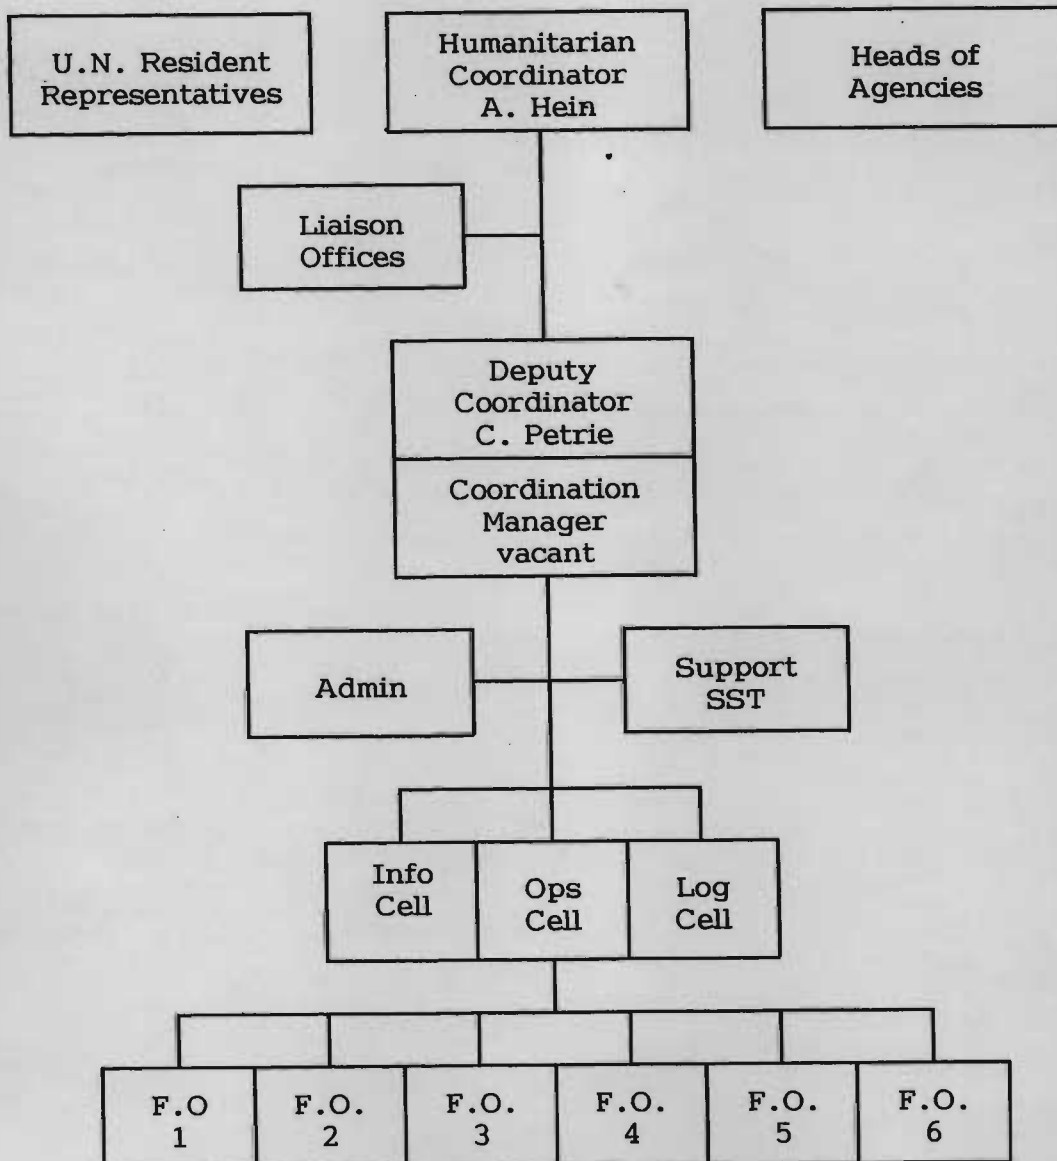 U.N. Resident
Representatives
Humanitarian
Coordinator
A. Hein
Heads of
Agencies
Liaison
Offices
Deputy
Coordinator
C. Petrie
Coordination
Manager
vacant
Admin
Support
SST
Info
Cell
Ops
Cell
Log
Cell
F.O
1
F.O.
2
F.O.
3
F.O.
4
F.O.
5
F.O.
6